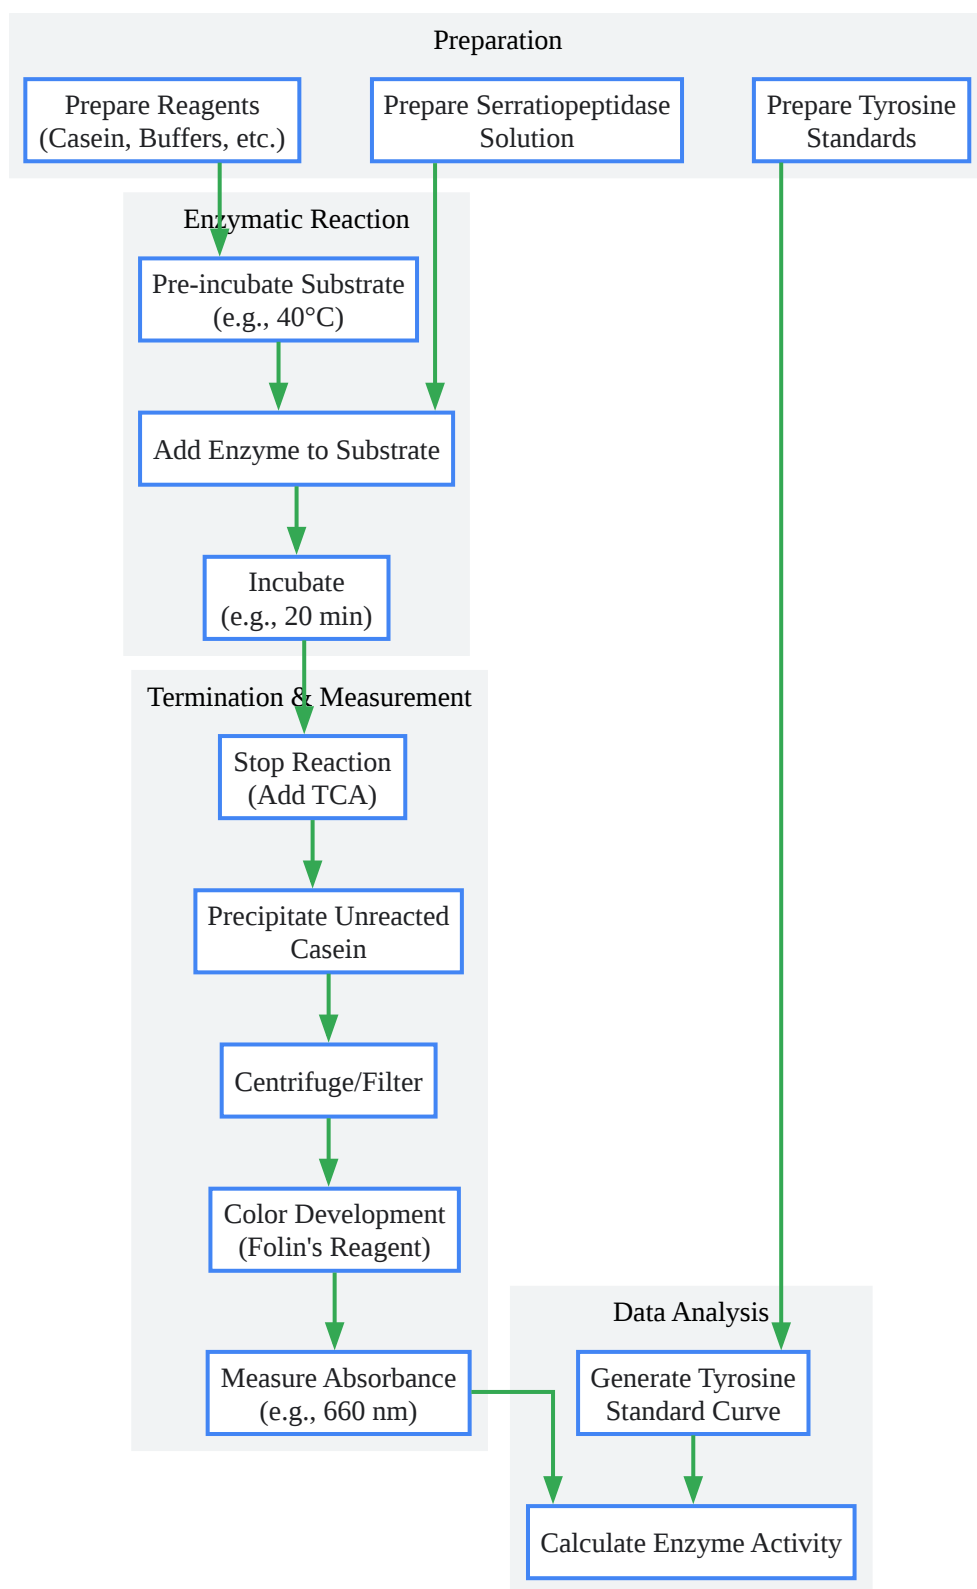 Preparation
Prepare Reagents
(Casein, Buffers, etc.)
Prepare Serratiopeptidase
Solution
Prepare Tyrosine
Standards
Enzymatic Reaction
Pre-incubate Substrate
(e.g., 40°C)
Add Enzyme to Substrate
Incubate
(e.g., 20 min)
Termination & Measurement
Stop Reaction
(Add TCA)
Precipitate Unreacted
Casein
Centrifuge/Filter
Color Development
(Folin's Reagent)
Measure Absorbance
(e.g., 660 nm)
Data Analysis
Generate Tyrosine
Standard Curve
Calculate Enzyme Activity